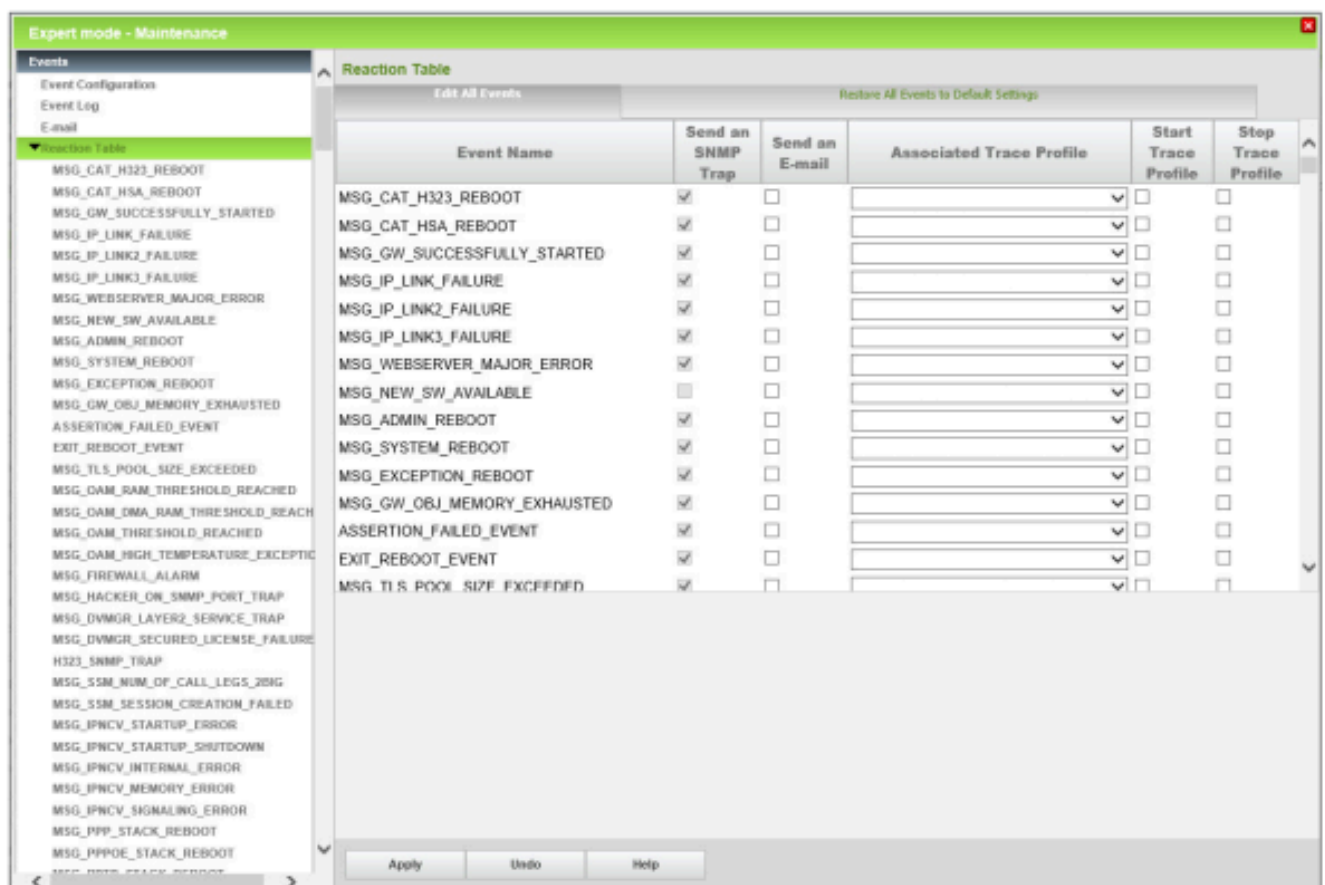 Expert mode - Maintenance
Events
Event Configuration
Event Log
E-mail
Reaction Table
MSG_CAT_H323_REBOOT
MSG_CAT_HSA_REBOOT
MSG_GW_SUCCESSFULLY_STARTED
MSG_IP_LINK_FAILURE
MSG_IP_LINK2_FAILURE
MSG_IP_LINK3_FAILURE
MSG_WEBSERVER_MAJOR_ERROR
MSG_NEW_SW_AVAILABLE
MSG_ADMIN_REBOOT
MSG_SYSTEM_REBOOT
MSG_EXCEPTION_REBOOT
MSG_GW_OBJ_MEMORY_EXHAUSTED
ASSERTION_FAILED_EVENT
EXIT_REBOOT_EVENT
MSG_TLS_POOL_SIZE_EXCEEDED
MSG_OAM_RAM_THRESHOLD_REACHED
MSG_OAM_DMA_RAM_THRESHOLD_REACH
MSG_OAM_THRESHOLD_REACHED
MSG_OAM_HIGH_TEMPERATURE_EXCEPTIO
MSG_FIREWALL_ALARM
MSG_HACKER_ON_SNMP_PORT_TRAP
MSG_DVMGR_LAYER2_SERVICE_TRAP
MSG_DVMGR_SECURED_LICENSE_FAILURE
H323_SNMP_TRAP
MSG_SSM_NUM_OF_CALL_LEGS_2BIG
MSG_SSM_SESSION_CREATION_FAILED
MSG_IPNCV_STARTUP_ERROR
MSG_IPNCV_STARTUP_SHUTDOWN
MSG_IPNCV_INTERNAL_ERROR
MSG_IPNCV_MEMORY_ERROR
MSG_IPNCV_SIGNALING_ERROR
MSG_PPP_STACK_REBOOT
MSG_PPPOE_STACK_REBOOT
MSG_PPTP_STACK_REBOOT
Reaction Table
Edit All Events
Restore All Events to Default Settings
Event Name
Send an SNMP Trap
Send an E-mail
Associated Trace Profile
Start Trace Profile
Stop Trace Profile
MSG_CAT_H323_REBOOT
MSG_CAT_HSA_REBOOT
MSG_GW_SUCCESSFULLY_STARTED
MSG_IP_LINK_FAILURE
MSG_IP_LINK2_FAILURE
MSG_IP_LINK3_FAILURE
MSG_WEBSERVER_MAJOR_ERROR
MSG_NEW_SW_AVAILABLE
MSG_ADMIN_REBOOT
MSG_SYSTEM_REBOOT
MSG_EXCEPTION_REBOOT
MSG_GW_OBJ_MEMORY_EXHAUSTED
ASSERTION_FAILED_EVENT
EXIT_REBOOT_EVENT
MSG_TLS_POOL_SIZE_EXCEEDED
Apply
Undo
Help